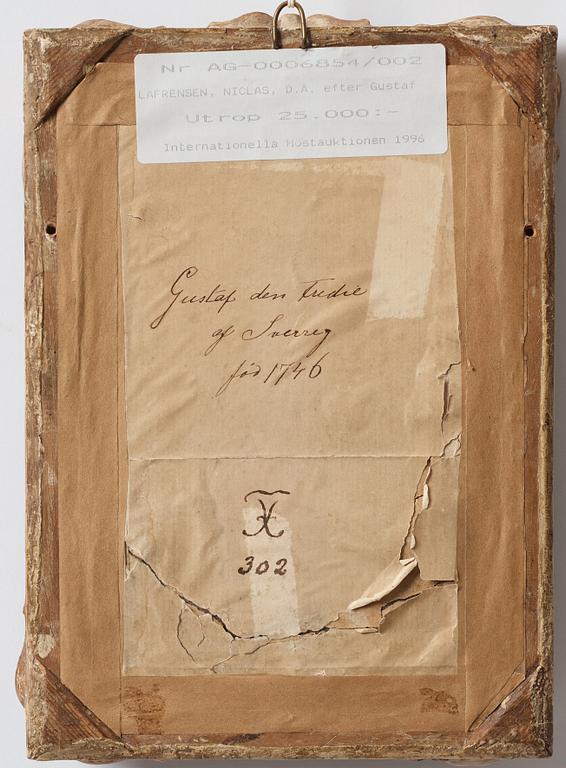 Nr AG-0006854/002
LAFRENSEN, NICLAS, D.Ä. efter Gustaf
Utrop 25.000:-
Internationella Höstauktionen 1996
Gustaf den tredie
af Sverrig
fød 1746
302